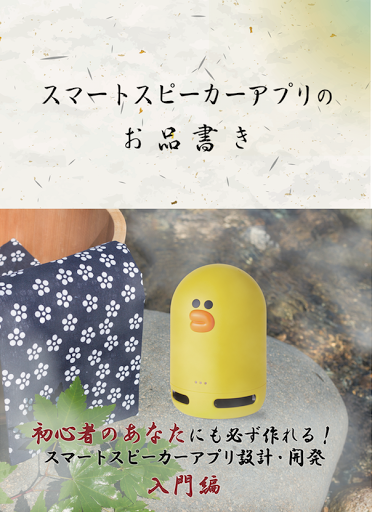 スマートスピーカーアプリの
お品書き
初心者のあなたにも必ず作れる！
スマートスピーカーアプリ設計・開発
入門編